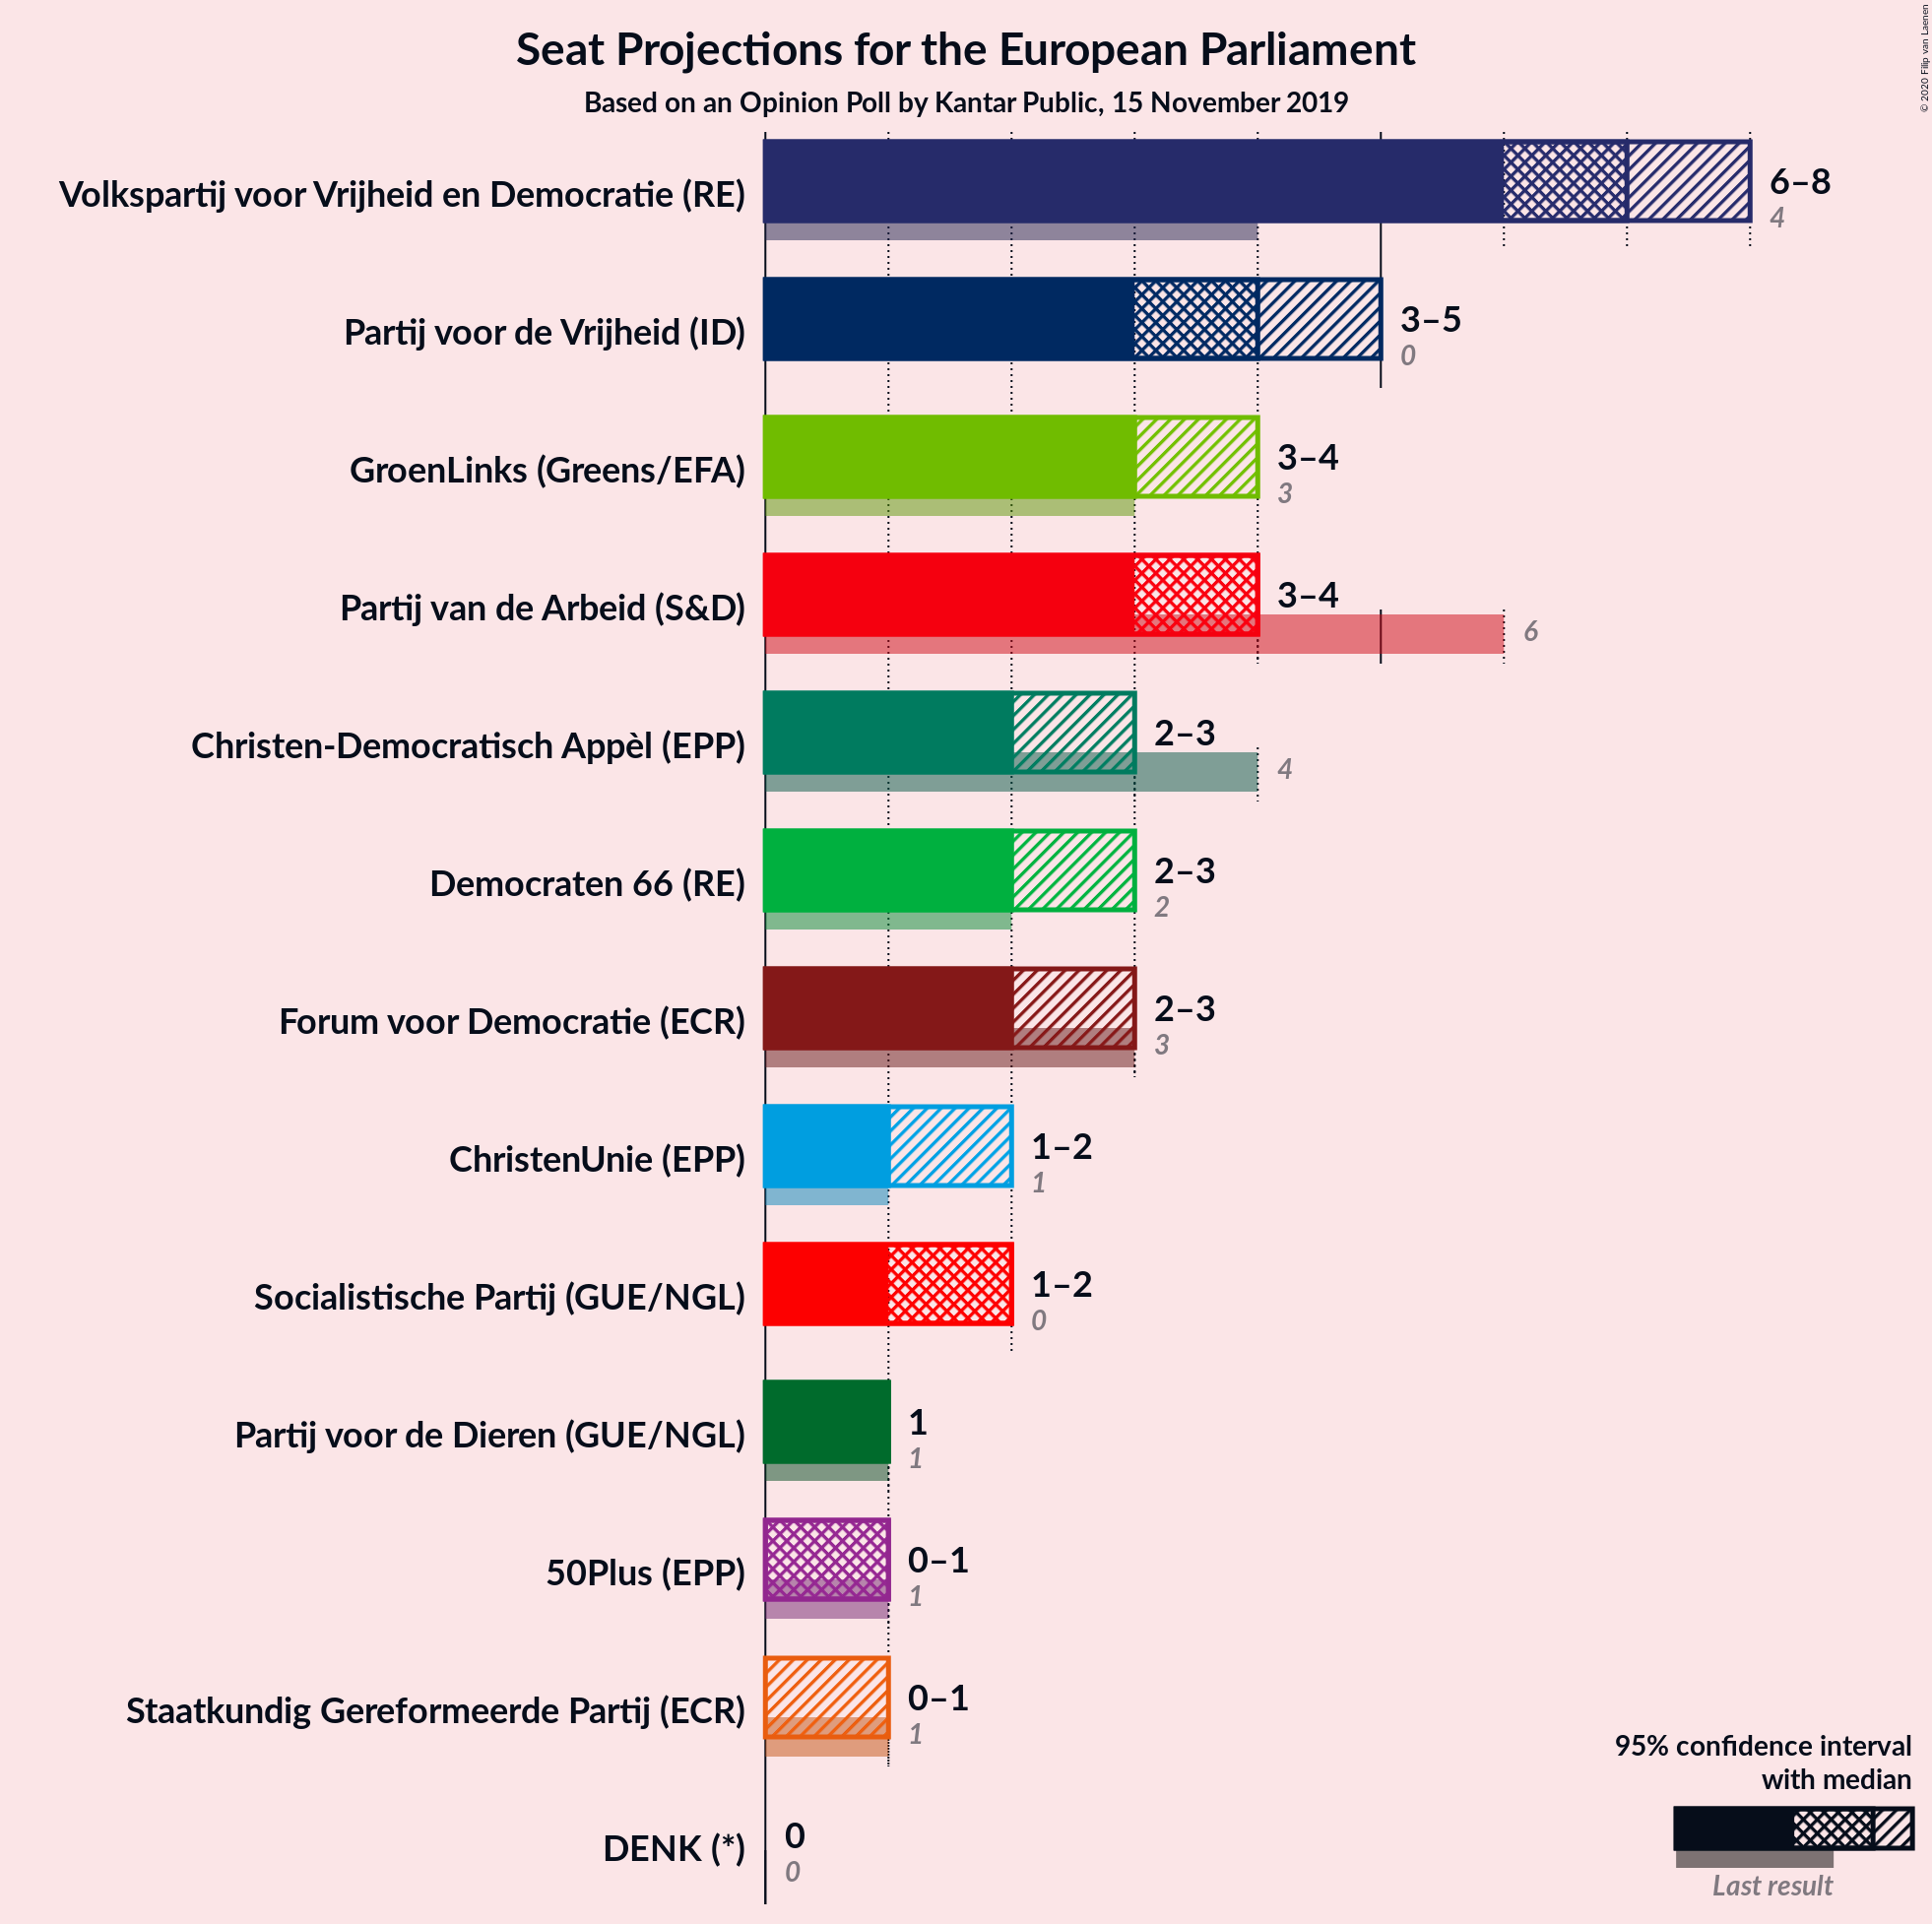 Seat Projections for the European Parliament
Based on an Opinion Poll by Kantar Public, 15 November 2019
© 2020 Filip van Laenen
Volkspartij voor Vrijheid en Democratie (RE)
6–8
4
Partij voor de Vrijheid (ID)
3–5
0
GroenLinks (Greens/EFA)
3–4
3
Partij van de Arbeid (S&D)
3–4
6
Christen-Democratisch Appèl (EPP)
2–3
4
Democraten 66 (RE)
2–3
2
Forum voor Democratie (ECR)
2–3
3
ChristenUnie (EPP)
1–2
1
Socialistische Partij (GUE/NGL)
1–2
0
Partij voor de Dieren (GUE/NGL)
1
1
50Plus (EPP)
0–1
1
Staatkundig Gereformeerde Partij (ECR)
0–1
1
DENK (*)
0
0
95% confidence interval
with median
Last result